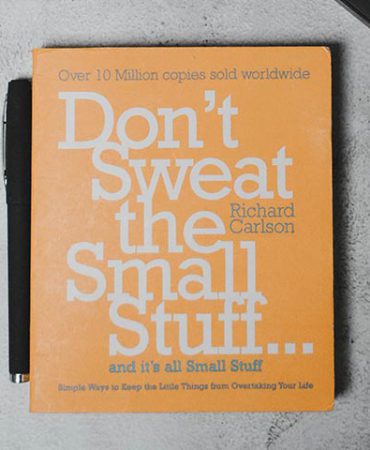 Over 10 Million copies sold worldwide
Don't
Sweat
the
Richard
Carlson
Small
Stuff...
and it's all Small Stuff
Simple Ways to Keep the Little Things from Overtaking Your Life